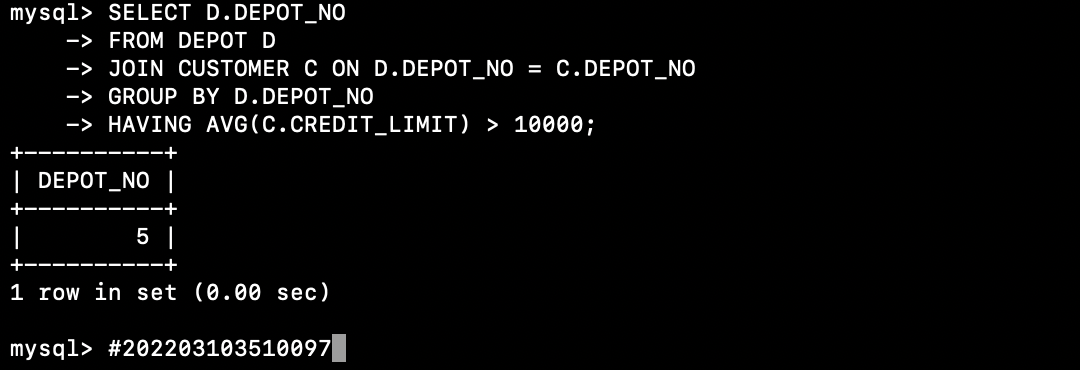 mysql> SELECT D.DEPOT_NO
    -> FROM DEPOT D
    -> JOIN CUSTOMER C ON D.DEPOT_NO = C.DEPOT_NO
    -> GROUP BY D.DEPOT_NO
    -> HAVING AVG(C.CREDIT_LIMIT) > 10000;
+----------+
| DEPOT_NO |
+----------+
|        5 |
+----------+
1 row in set (0.00 sec)
mysql> #202203103510097